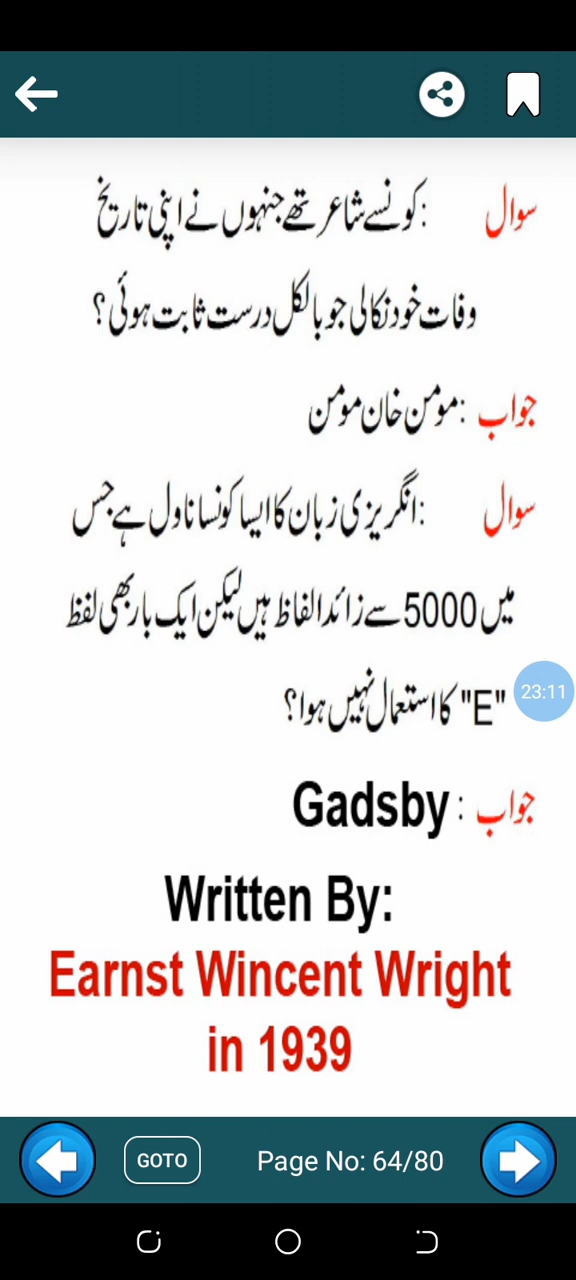 سوال :کونسے شاعر تھے جنہوں نے اپنی تاریخ
وفات خود نکالی جو بالکل درست ثابت ہوئی؟
جواب :مومن خان مومن
سوال :انگریزی زبان کا ایسا کونسا ناول ہے جس
میں 5000 سے زائد الفاظ ہیں لیکن ایک بار بھی لفظ
"E" کا استعمال نہیں ہوا؟
23:11
جواب : Gadsby
Written By:
Earnst Wincent Wright
in 1939
GOTO
Page No: 64/80